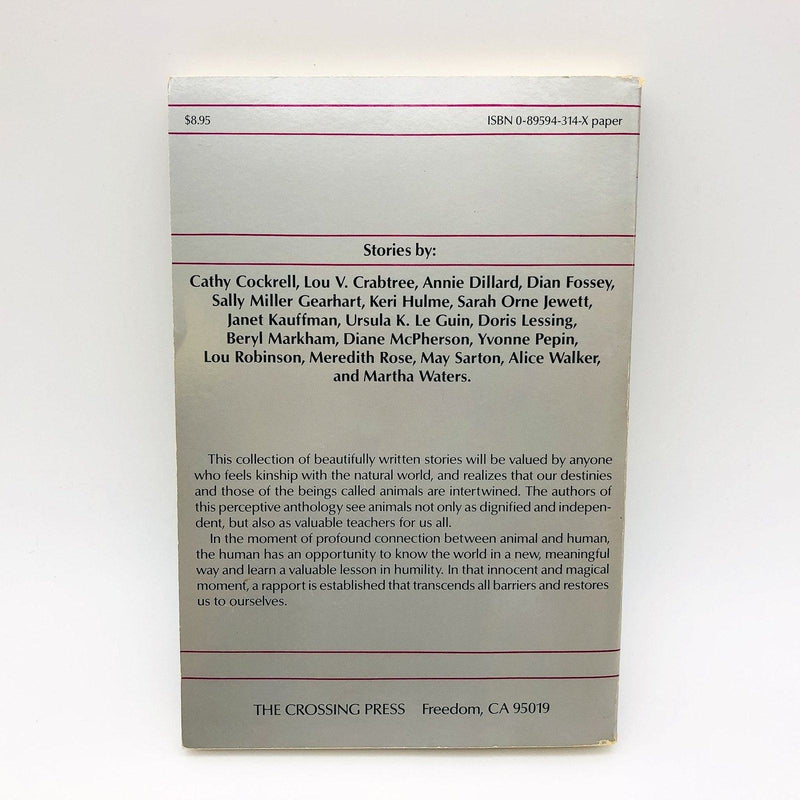 $8.95 ISBN 0-89594-314-X paper
Stories by:
Cathy Cockrell, Lou V. Crabtree, Annie Dillard, Dian Fossey,
Sally Miller Gearhart, Keri Hulme, Sarah Orne Jewett,
Janet Kauffman, Ursula K. Le Guin, Doris Lessing,
Beryl Markham, Diane McPherson, Yvonne Pepin,
Lou Robinson, Meredith Rose, May Sarton, Alice Walker,
and Martha Waters.
This collection of beautifully written stories will be valued by anyone
who feels kinship with the natural world, and realizes that our destinies
and those of the beings called animals are intertwined. The authors of
this perceptive anthology see animals not only as dignified and indepen-
dent, but also as valuable teachers for us all.
In the moment of profound connection between animal and human,
the human has an opportunity to know the world in a new, meaningful
way and learn a valuable lesson in humility. In that innocent and magical
moment, a rapport is established that transcends all barriers and restores
us to ourselves.
THE CROSSING PRESS Freedom, CA 95019